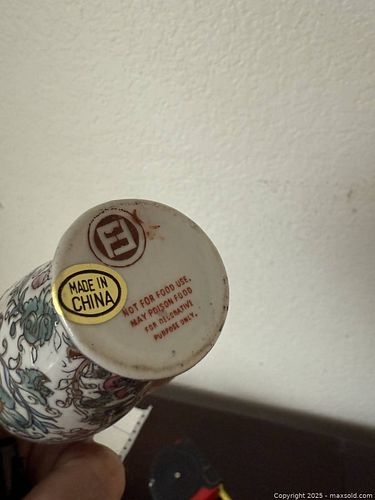 H
MADE IN
CHINA
NOT FOR FOOD USE.
MAY POISON FOOD
FOR DECORATIVE
PURPOSE ONLY.
Copyright 2025 - maxsold.com